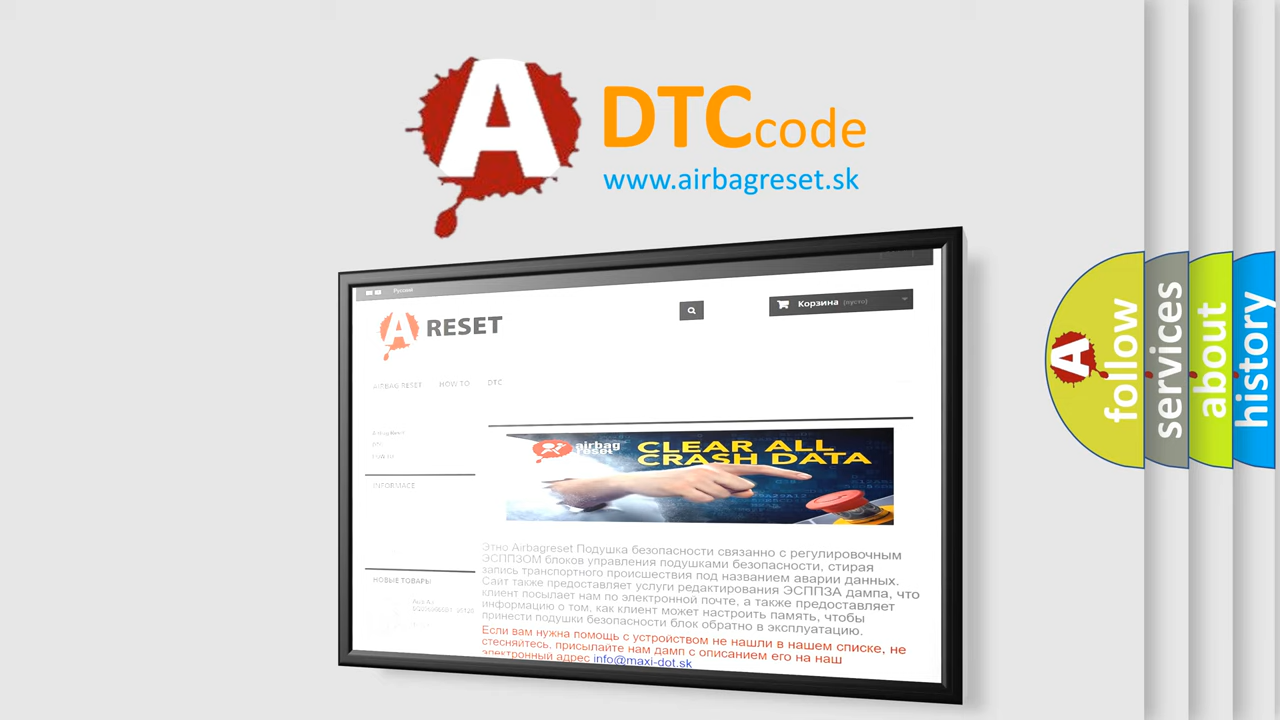 A
DTCcode
www.airbagreset.sk
Русский
A RESET
Корзина (пусто)
AIRBAG RESET HOW TO DTC
DTC
INFORMACE
airbag
reset
CLEAR ALL
CRASH DATA
Этно Airbagreset Подушка безопасности связанно с регулировочным
ЭСППЗОМ блоков управления подушками безопасности, стирая
запись транспортного происшествия под названием аварии данных.
Сайт также предоставляет услуги редактирования ЭСППЗА дампа, что
клиент посылает нам по электронной почте, а также предоставляет
информацию о том, как клиент может настроить память, чтобы
принести подушки безопасности блок обратно в эксплуатацию.
Если вам нужна помощь с устройством не нашли в нашем списке, не
стесняйтесь, присылайте нам дамп с описанием его на наш
электронный адрес info@maxi-dot.sk
НОВЫЕ ТОВАРЫ
A
follow
services
about
history